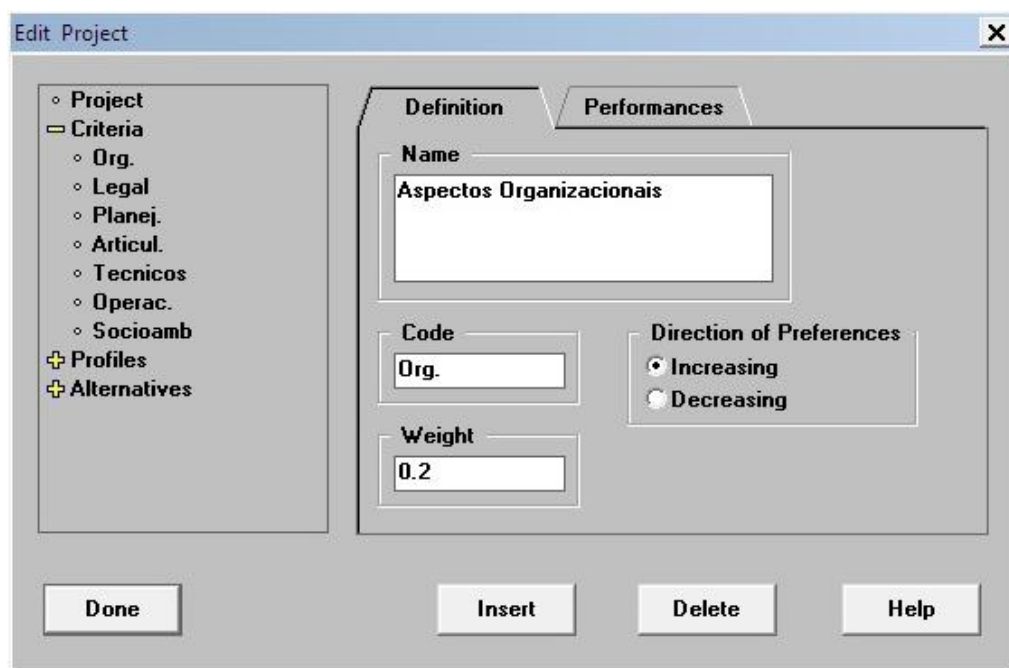 Edit Project
Project
Criteria
Org.
Legal
Planej.
Articul.
Tecnicos
Operac.
Socioamb
Profiles
Alternatives
Definition
Performances
Name
Aspectos Organizacionais
Code
Org.
Direction of Preferences
Increasing
Decreasing
Weight
0.2
Done
Insert
Delete
Help